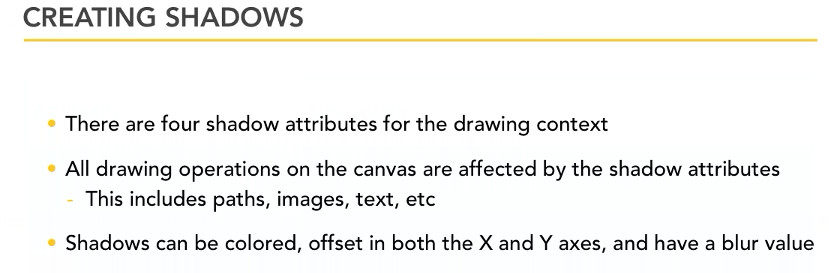 CREATING SHADOWS
• There are four shadow attributes for the drawing context
• All drawing operations on the canvas are affected by the shadow attributes
- This includes paths, images, text, etc
• Shadows can be colored, offset in both the X and Y axes, and have a blur value